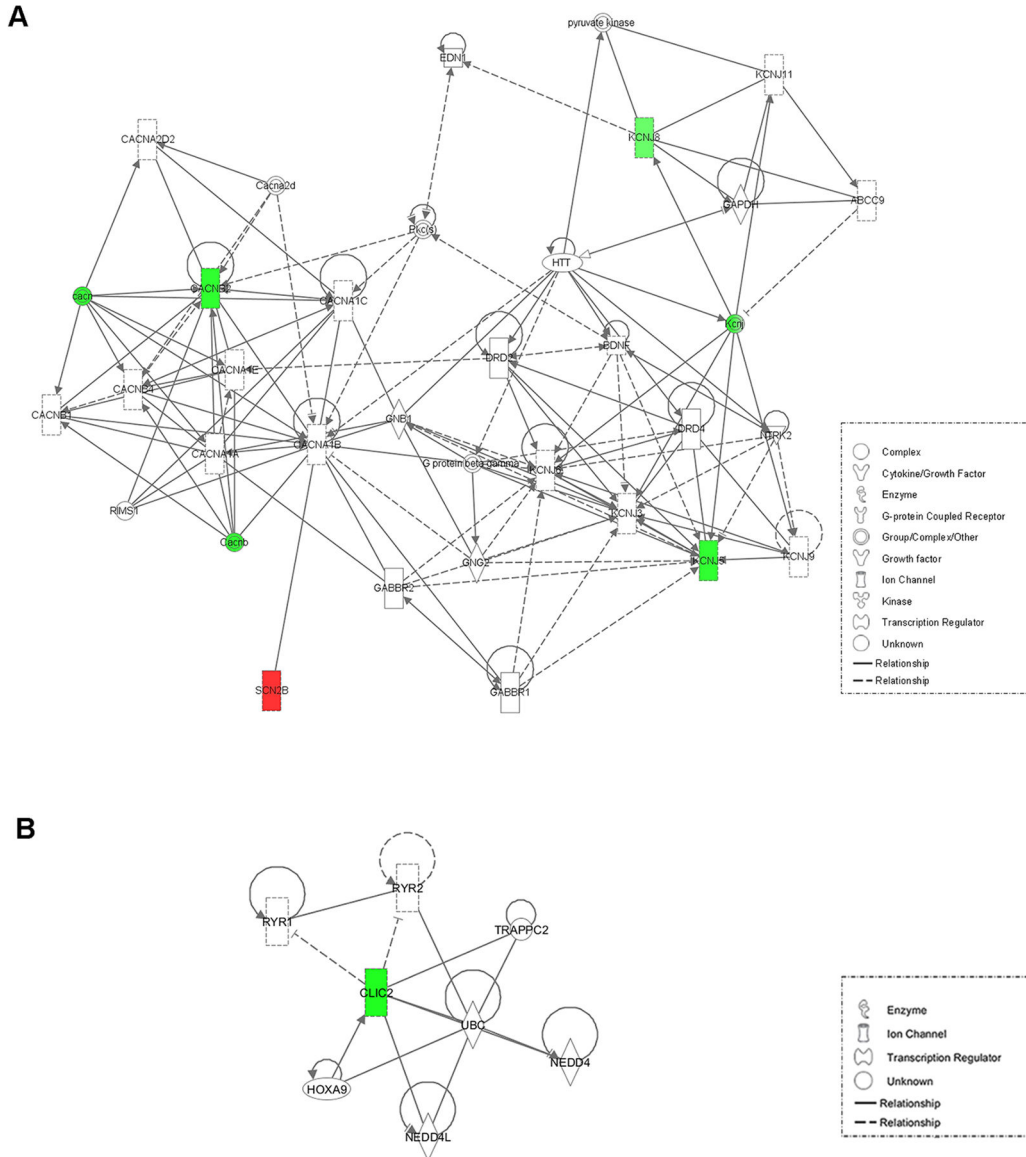 A
pyruvate kinase
EDN1
KCNJ11
CACNA2D2
KCNJ8
Cacna2d
GAPDH
ABCC9
Pkc(s)
HTT
CACNB2
cacn
CACNA1C
Kcnj
BDNF
DRD2
CACNA1E
CACNB4
CACNB1
GNB1
DRD4
NTRK2
CACNA1B
CACNA1A
G protein beta gamma
KCNJ6
RIMS1
KCNJ3
Cacnb
KCNJ5
KCNJ9
GNG2
GABBR2
SCN2B
GABBR1
Complex
Cytokine/Growth Factor
Enzyme
G-protein Coupled Receptor
Group/Complex/Other
Growth factor
Ion Channel
Kinase
Transcription Regulator
Unknown
Relationship
Relationship
B
RYR2
RYR1
TRAPPC2
CLIC2
UBC
NEDD4
HOXA9
NEDD4L
Enzyme
Ion Channel
Transcription Regulator
Unknown
Relationship
Relationship